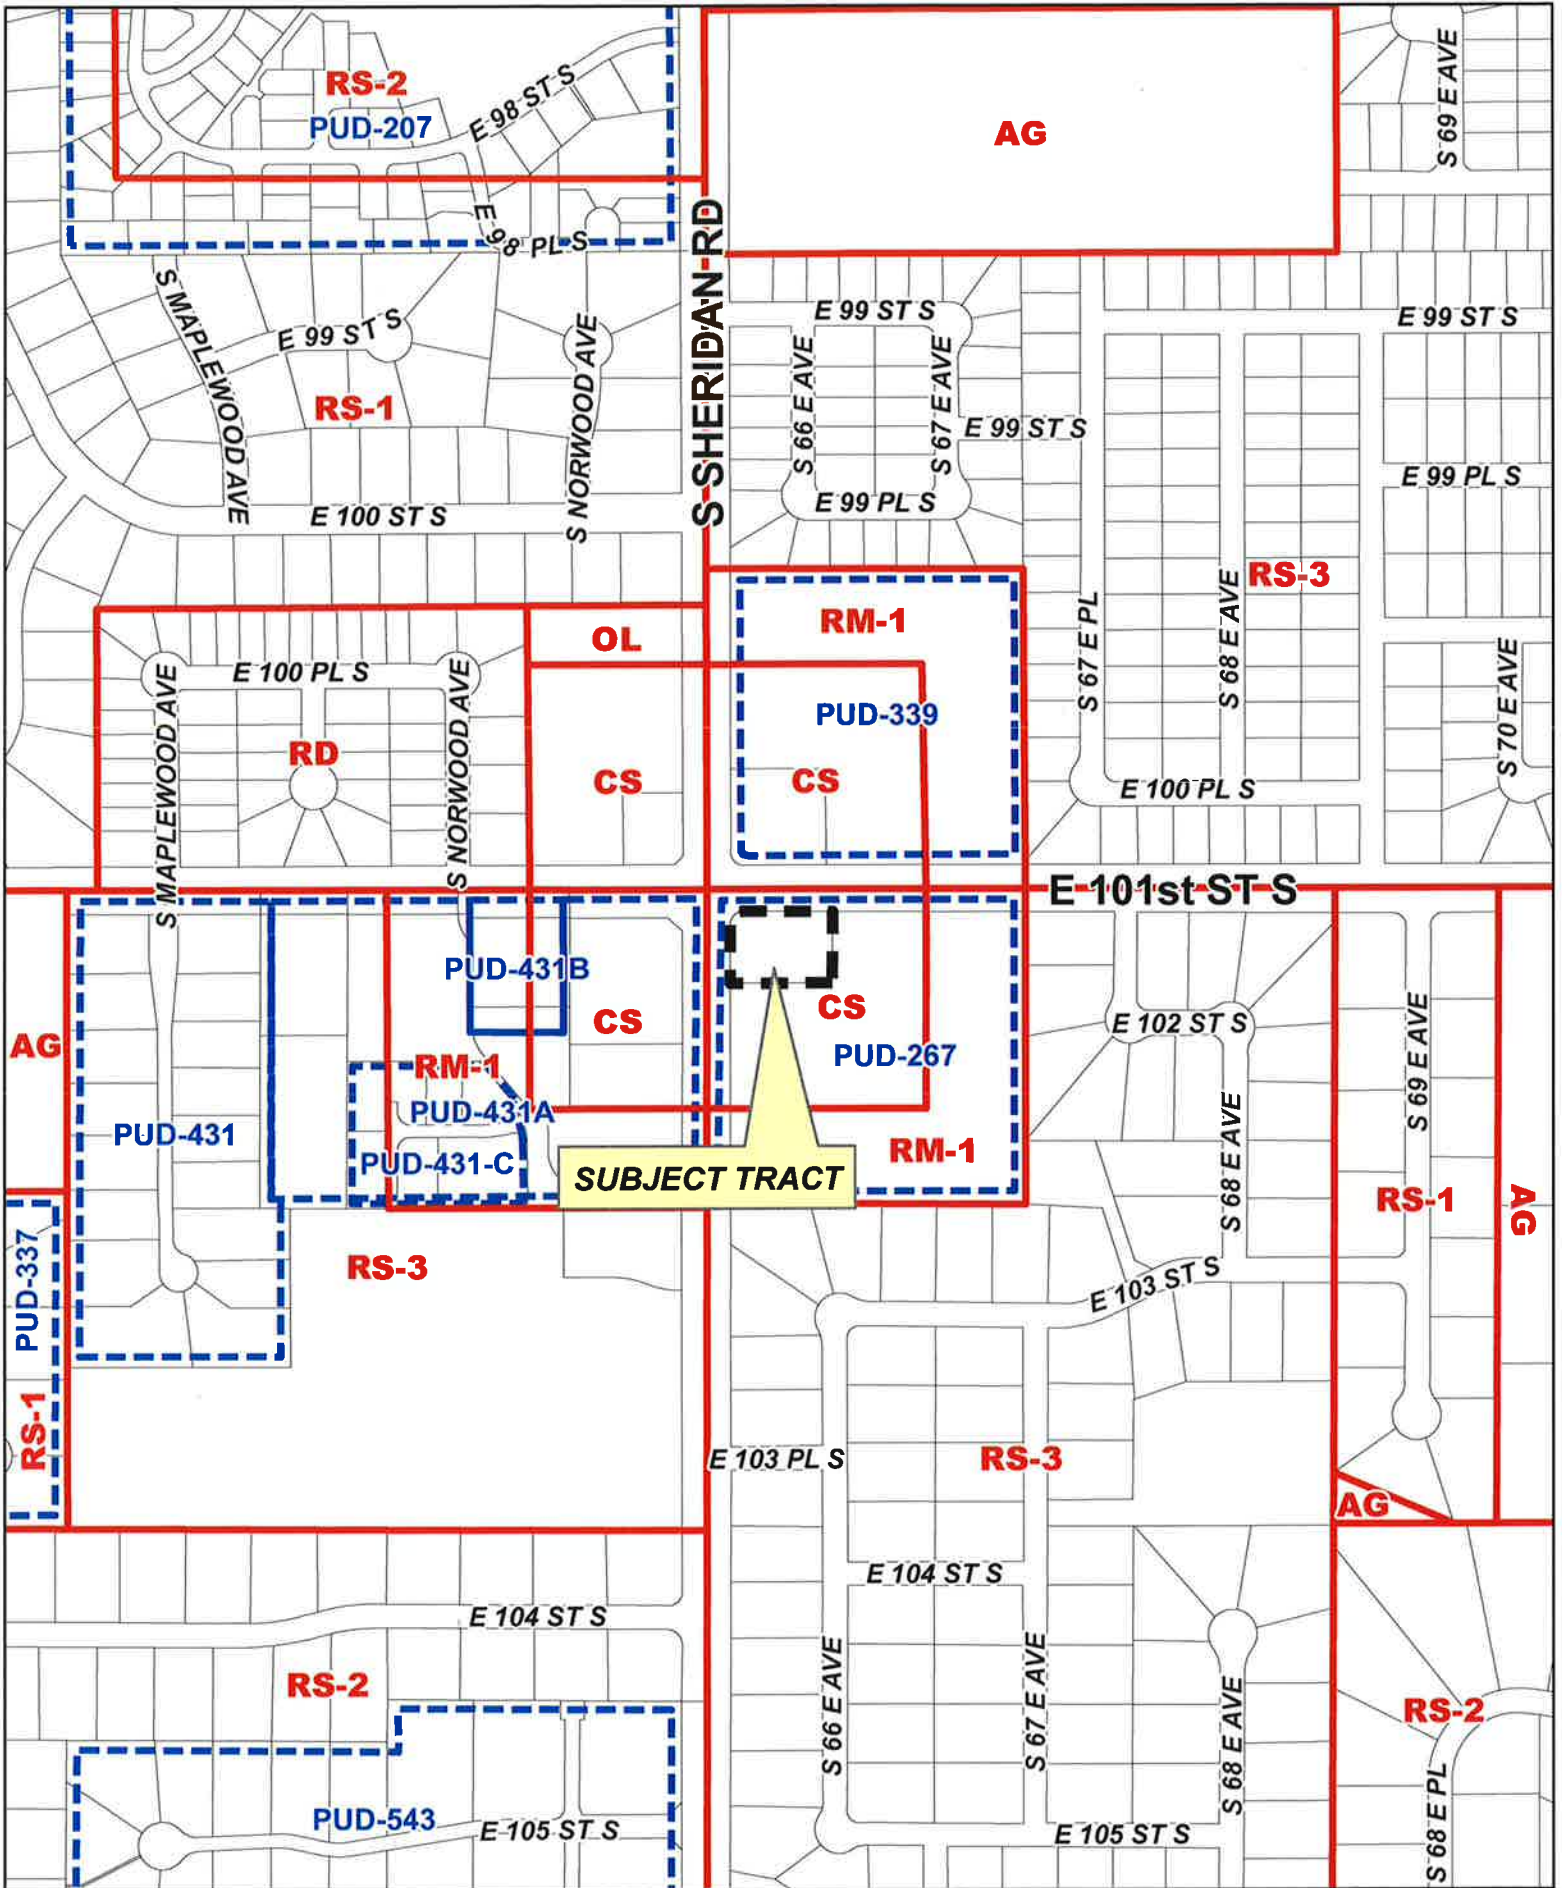 S 69 E AVE
RS-2
E 98 ST S
PUD-207
AG
E 98 PL S
S SHERIDAN RD
S MAPLEWOOD AVE
E 99 ST S
E 99 ST S
E 99 ST S
S NORWOOD AVE
S 66 E AVE
S 67 E AVE
RS-1
E 99 ST S
E 99 PL S
E 99 PL S
E 100 ST S
RS-3
RM-1
OL
S 67 E PL
S 68 E AVE
E 100 PL S
S MAPLEWOOD AVE
S NORWOOD AVE
S 70 E AVE
PUD-339
RD
CS
CS
E 100 PL S
E 101st ST S
PUD-431B
CS
CS
E 102 ST S
AG
PUD-267
RM-1
S 69 E AVE
PUD-431A
PUD-431
S 68 E AVE
RM-1
PUD-431-C
SUBJECT TRACT
RS-1
AG
PUD-337
RS-3
E 103 ST S
RS-1
E 103 PL S
RS-3
AG
E 104 ST S
E 104 ST S
RS-2
S 66 E AVE
S 67 E AVE
S 68 E AVE
RS-2
PUD-543
E 105 ST S
E 105 ST S
S 68 E PL